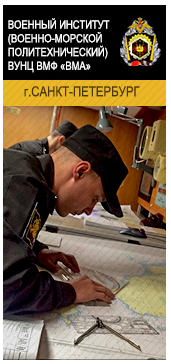 ВОЕННЫЙ ИНСТИТУТ
(ВОЕННО-МОРСКОЙ
ПОЛИТЕХНИЧЕСКИЙ)
ВУНЦ ВМФ «ВМА»
г.САНКТ-ПЕТЕРБУРГ